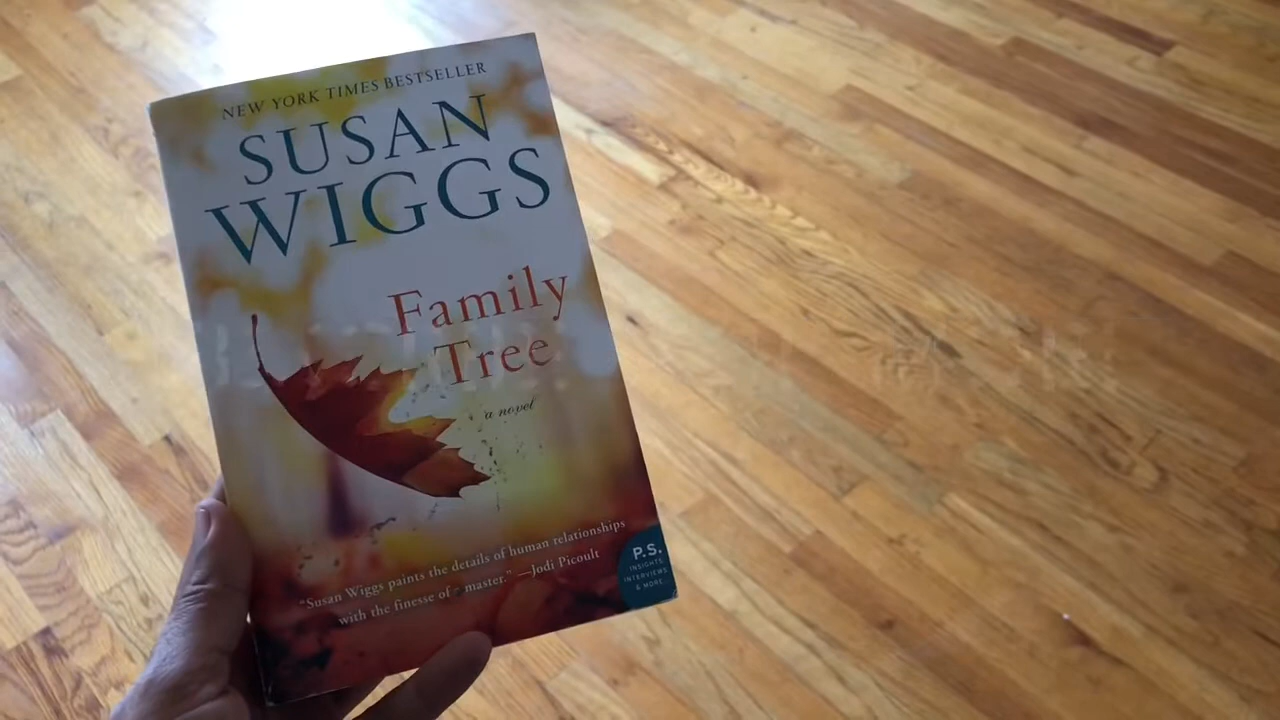 NEW YORK TIMES BESTSELLER
SUSAN
WIGGS
Family
Tree
a novel
"Susan Wiggs paints the details of human relationships
with the finesse of a master." —Jodi Picoult
P.S.
INSIGHTS,
INTERVIEWS
& MORE...